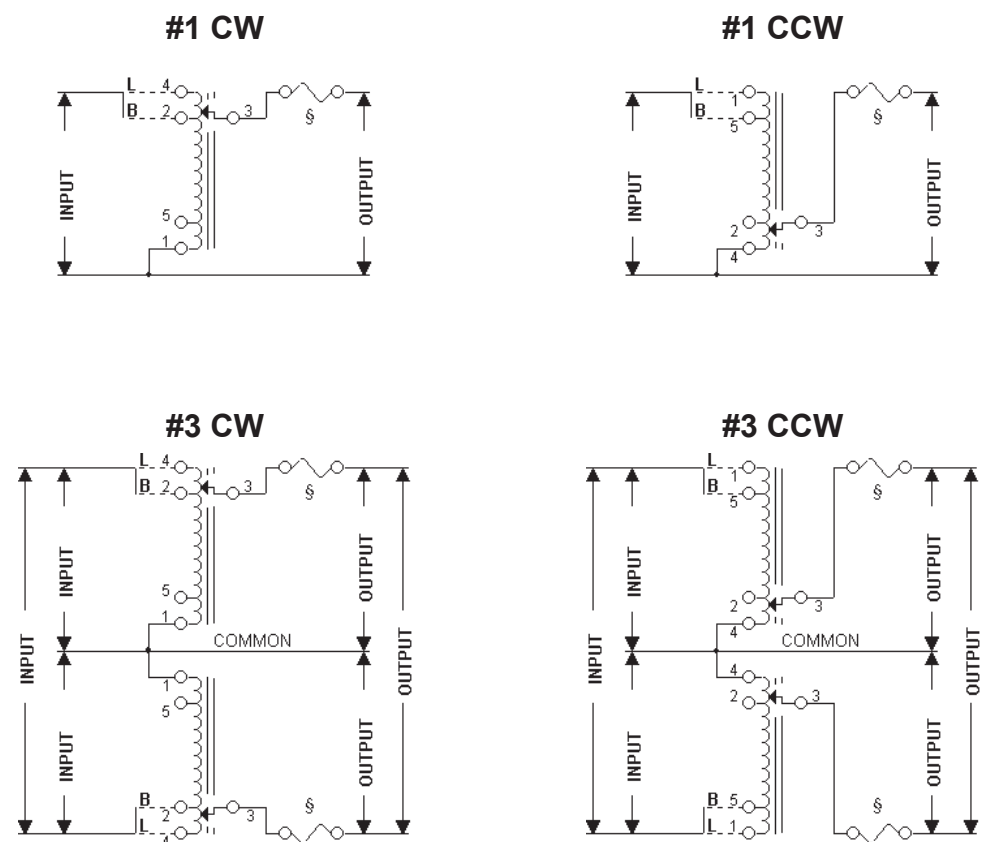 #1 CW
#1 CCW
L 4
B 2
3
§
5
1
INPUT
OUTPUT
L
1
B
5
§
2
3
4
INPUT
OUTPUT
#3 CW
#3 CCW
L 4
B 2
3
§
5
1
INPUT
INPUT
OUTPUT
OUTPUT
COMMON
1
5
INPUT
OUTPUT
B
2
3
§
L
4
L
1
B
5
§
2
3
4
INPUT
INPUT
OUTPUT
OUTPUT
COMMON
4
2
3
INPUT
OUTPUT
B 5
L 1
§